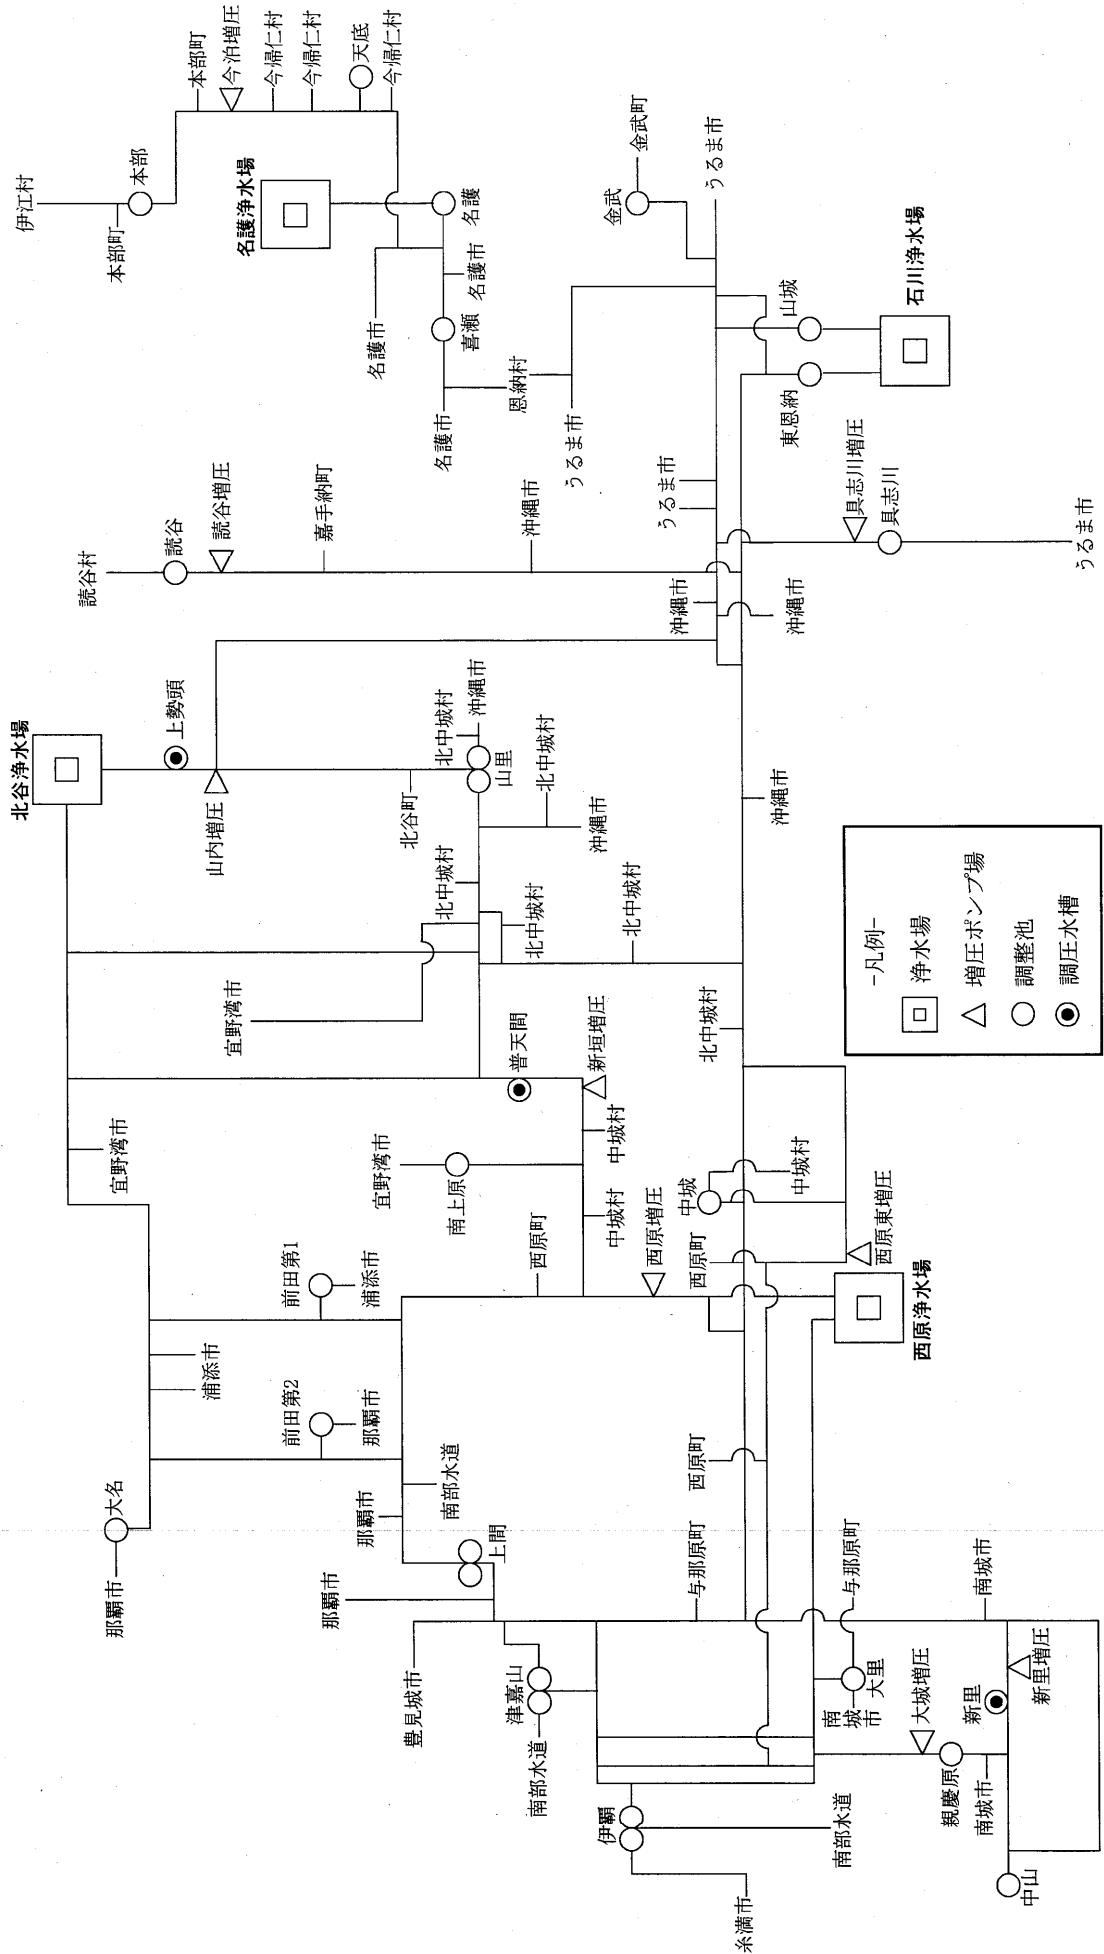 伊江村
本部町
本部
本部町
今泊増圧
今帰仁村
今帰仁村
天底
今帰仁村
名護浄水場
名護
名護市
名護市
喜瀬
名護市
恩納村
うるま市
金武
金武町
うるま市
石川浄水場
山城
東恩納
うるま市
うるま市
具志川増圧
具志川
うるま市
読谷村
読谷
読谷増圧
嘉手納町
沖縄市
沖縄市
沖縄市
北谷浄水場
上勢頭
山内増圧
北谷町
北中城村
沖縄市
山里
北中城村
沖縄市
北中城村
北中城村
北中城村
沖縄市
宜野湾市
北中城村
普天間
新垣増圧
宜野湾市
宜野湾市
南上原
中城村
中城村
中城
中城村
西原町
西原増圧
西原町
西原東増圧
西原浄水場
前田第1
浦添市
浦添市
前田第2
那覇市
大名
那覇市
南部水道
那覇市
上間
那覇市
西原町
与那原町
与那原町
南城市
豊見城市
津嘉山
南部水道
大里
南城市
大城増圧
新里
新里増圧
親慶原
南城市
伊覇
南部水道
糸満市
中山
-凡例-
浄水場
増圧ポンプ場
調整池
調圧水槽